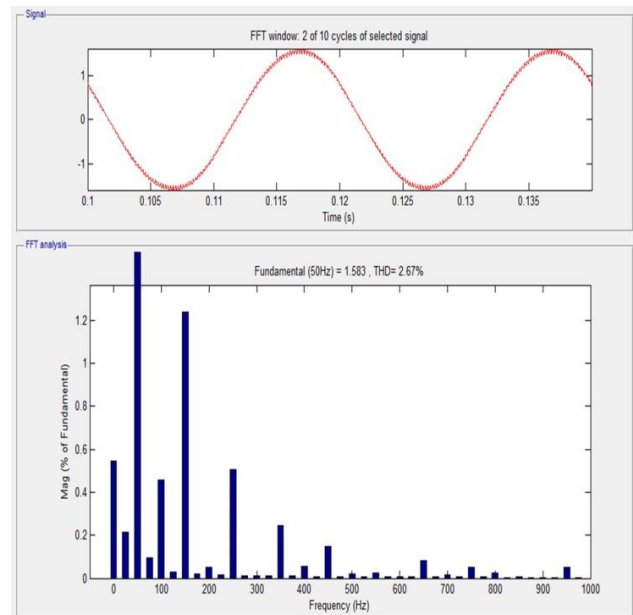 Signal
FFT window: 2 of 10 cycles of selected signal
1
0
-1
0.1 0.105 0.11 0.115 0.12 0.125 0.13 0.135
Time (s)
FFT analysis
Fundamental (50Hz) = 1.583 , THD= 2.67%
1.2
1
0.8
0.6
0.4
0.2
0
Mag (% of Fundamental)
0 100 200 300 400 500 600 700 800 900 1000
Frequency (Hz)